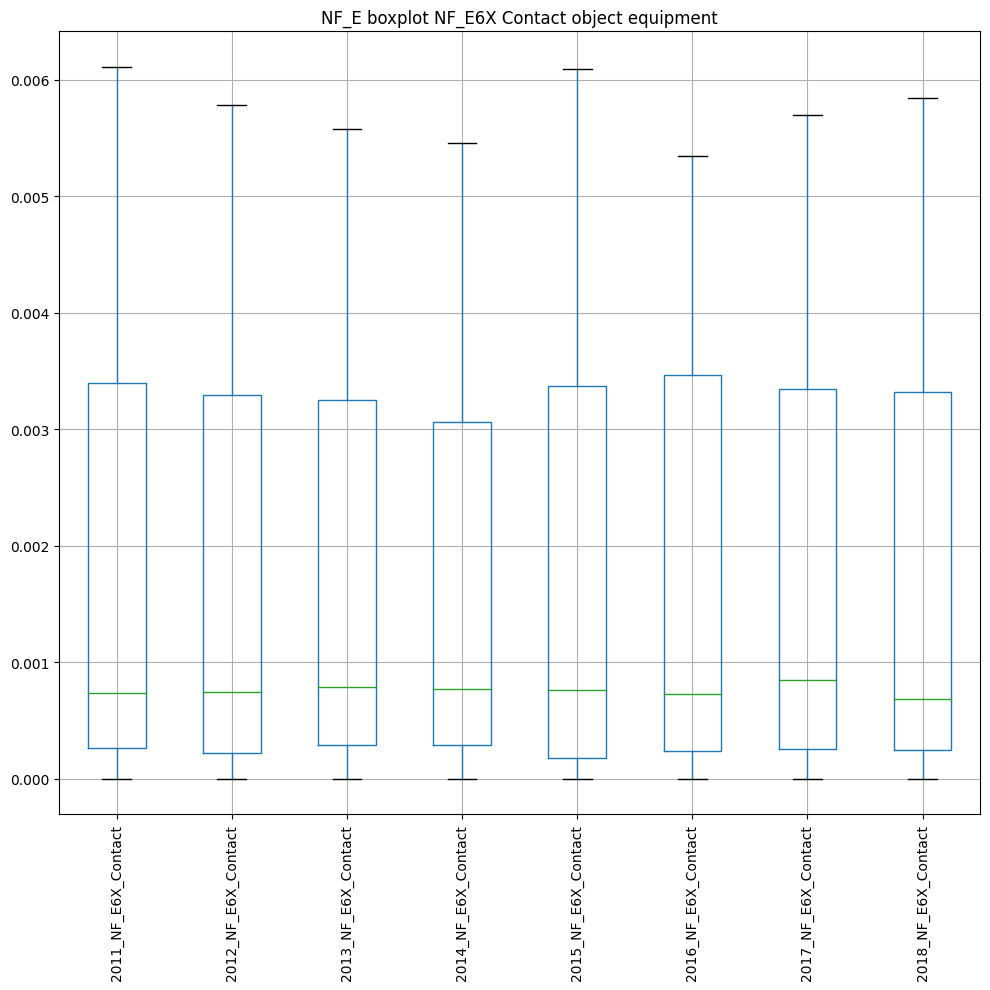 NF_E boxplot NF_E6X Contact object equipment
0.006
0.005
0.004
0.003
0.002
0.001
0.000
2011_NF_E6X_Contact
2012_NF_E6X_Contact
2013_NF_E6X_Contact
2014_NF_E6X_Contact
2015_NF_E6X_Contact
2016_NF_E6X_Contact
2017_NF_E6X_Contact
2018_NF_E6X_Contact